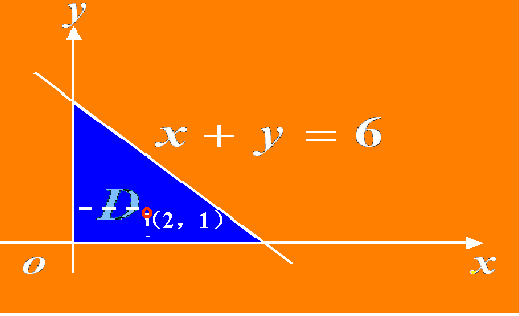 y
x + y = 6
D
(2, 1)
o
x